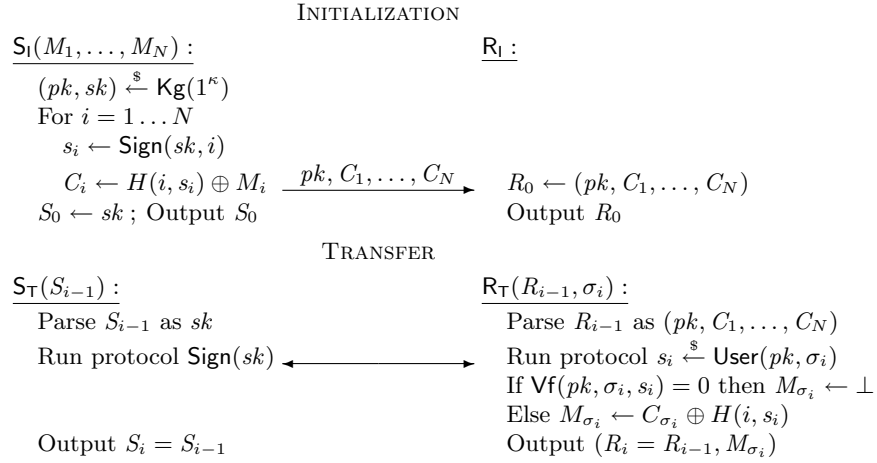 INITIALIZATION
S_I(M_1, . . . , M_N) : R_I :
(pk, sk) ←$ Kg(1^κ)
For i = 1 . . . N
s_i ← Sign(sk, i)
C_i ← H(i, s_i) ⊕ M_i pk, C_1, . . . , C_N R_0 ← (pk, C_1, . . . , C_N)
S_0 ← sk ; Output S_0 Output R_0
TRANSFER
S_T(S_{i−1}) : R_T(R_{i−1}, σ_i) :
Parse S_{i−1} as sk Parse R_{i−1} as (pk, C_1, . . . , C_N)
Run protocol Sign(sk) Run protocol s_i ←$ User(pk, σ_i)
If Vf(pk, σ_i, s_i) = 0 then M_{σ_i} ← ⊥
Else M_{σ_i} ← C_{σ_i} ⊕ H(i, s_i)
Output S_i = S_{i−1} Output (R_i = R_{i−1}, M_{σ_i})